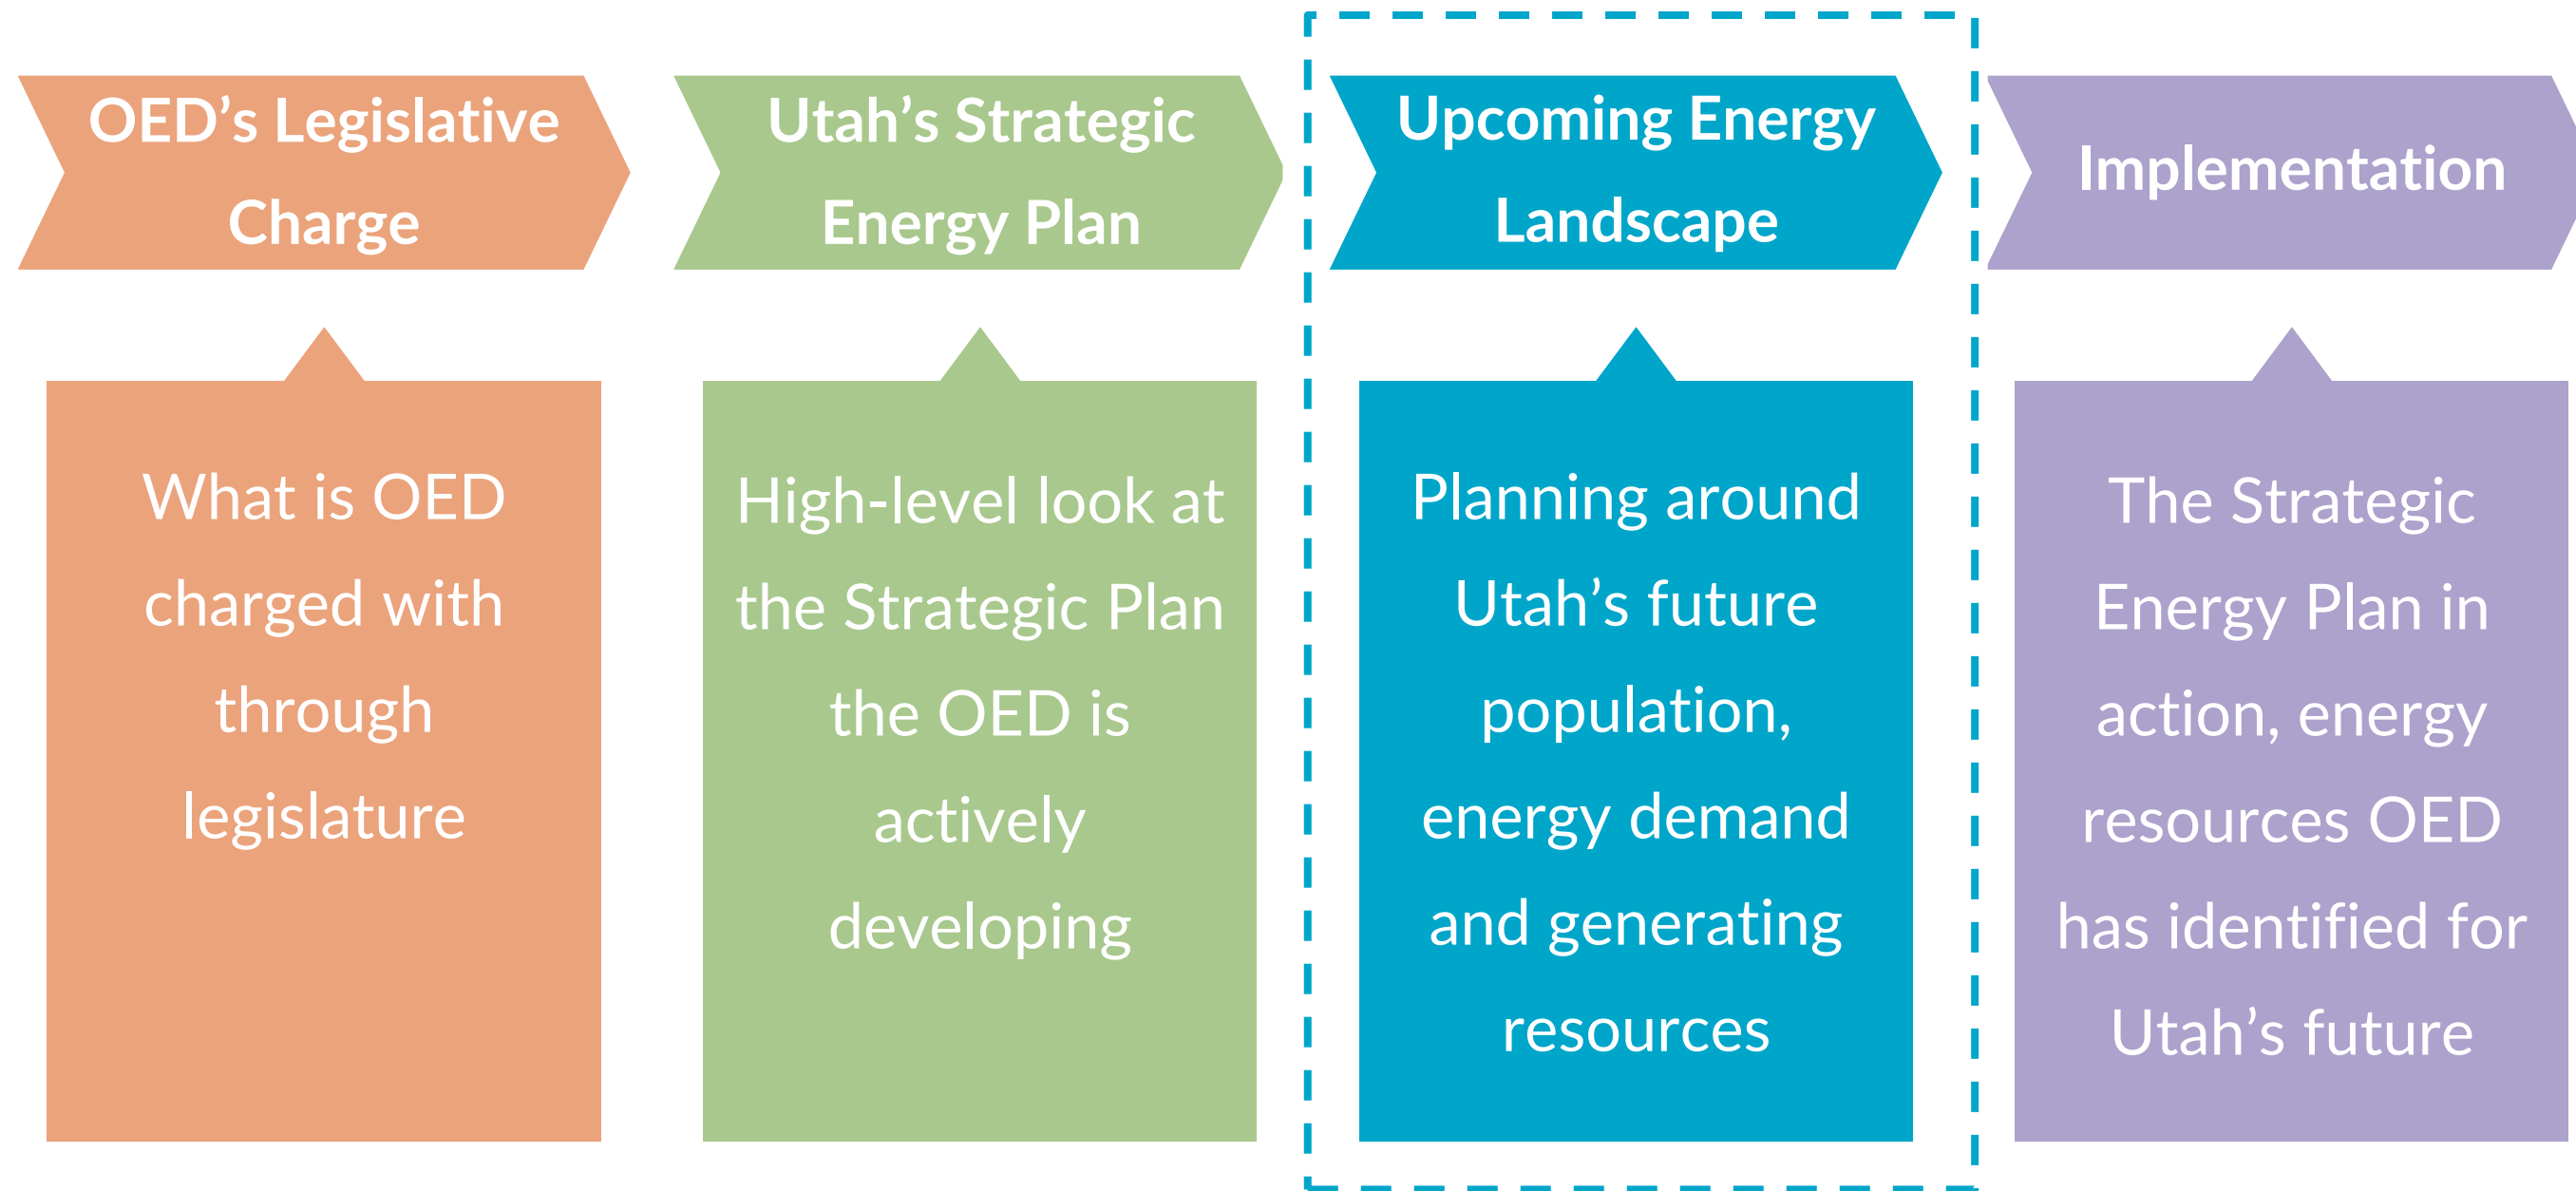 OED’s Legislative
Charge
What is OED
charged with
through
legislature
Utah’s Strategic
Energy Plan
High-level look at
the Strategic Plan
the OED is
actively
developing
Upcoming Energy
Landscape
Planning around
Utah’s future
population,
energy demand
and generating
resources
Implementation
The Strategic
Energy Plan in
action, energy
resources OED
has identified for
Utah’s future